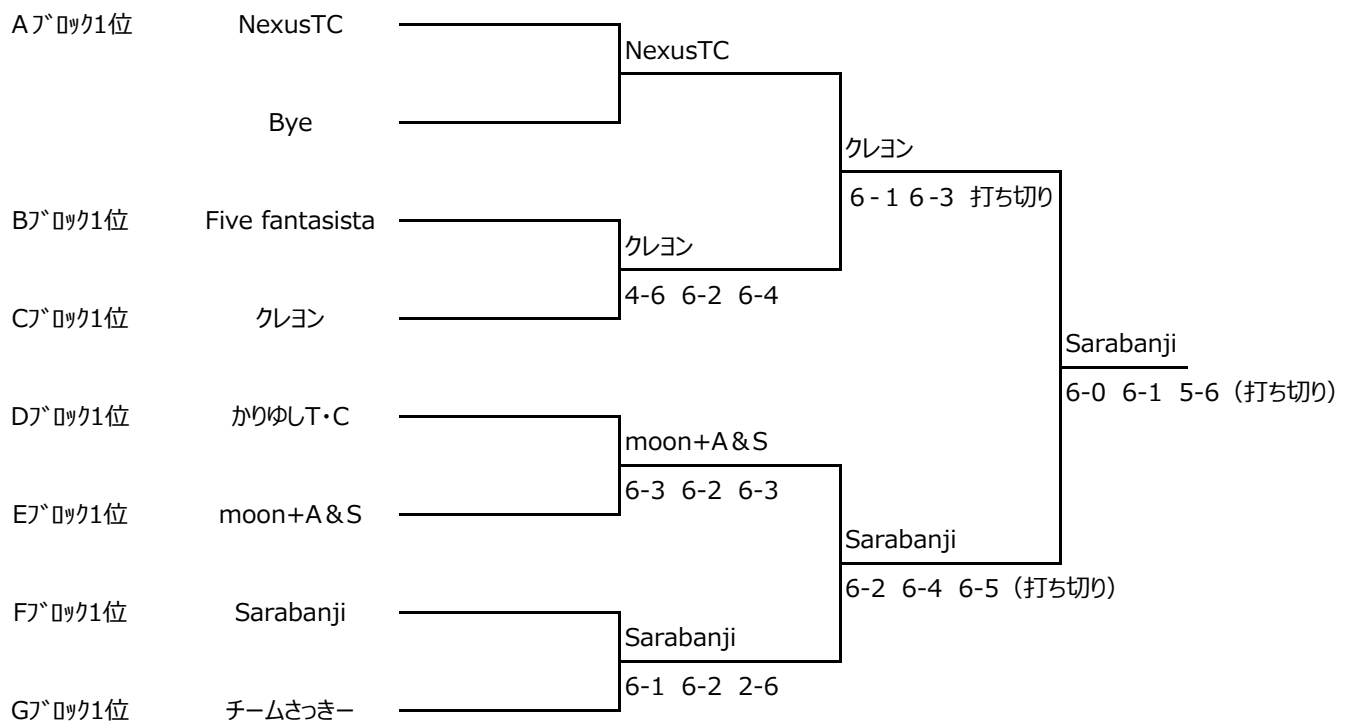 Aﾌﾞﾛｯｸ1位 NexusTC
NexusTC
Bye
クレヨン
6-1 6-3 打ち切り
Bﾌﾞﾛｯｸ1位 Five fantasista
クレヨン
4-6 6-2 6-4
Cﾌﾞﾛｯｸ1位 クレヨン
Sarabanji
6-0 6-1 5-6（打ち切り）
Dﾌﾞﾛｯｸ1位 かりゆしT・C
moon+A＆S
6-3 6-2 6-3
Eﾌﾞﾛｯｸ1位 moon+A＆S
Sarabanji
6-2 6-4 6-5（打ち切り）
Fﾌﾞﾛｯｸ1位 Sarabanji
Sarabanji
6-1 6-2 2-6
Gﾌﾞﾛｯｸ1位 チームさっきー